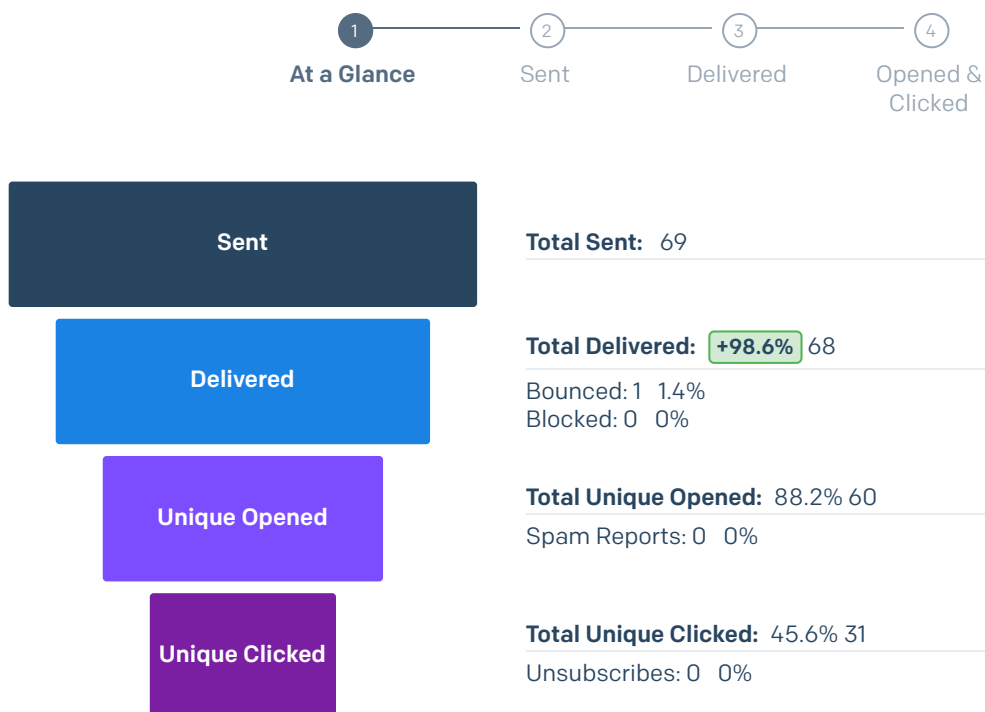 1 2 3 4
At a Glance Sent Delivered Opened &
Clicked
Sent
Total Sent: 69
Delivered
Total Delivered: +98.6% 68
Bounced: 1 1.4%
Blocked: 0 0%
Unique Opened
Total Unique Opened: 88.2% 60
Spam Reports: 0 0%
Unique Clicked
Total Unique Clicked: 45.6% 31
Unsubscribes: 0 0%